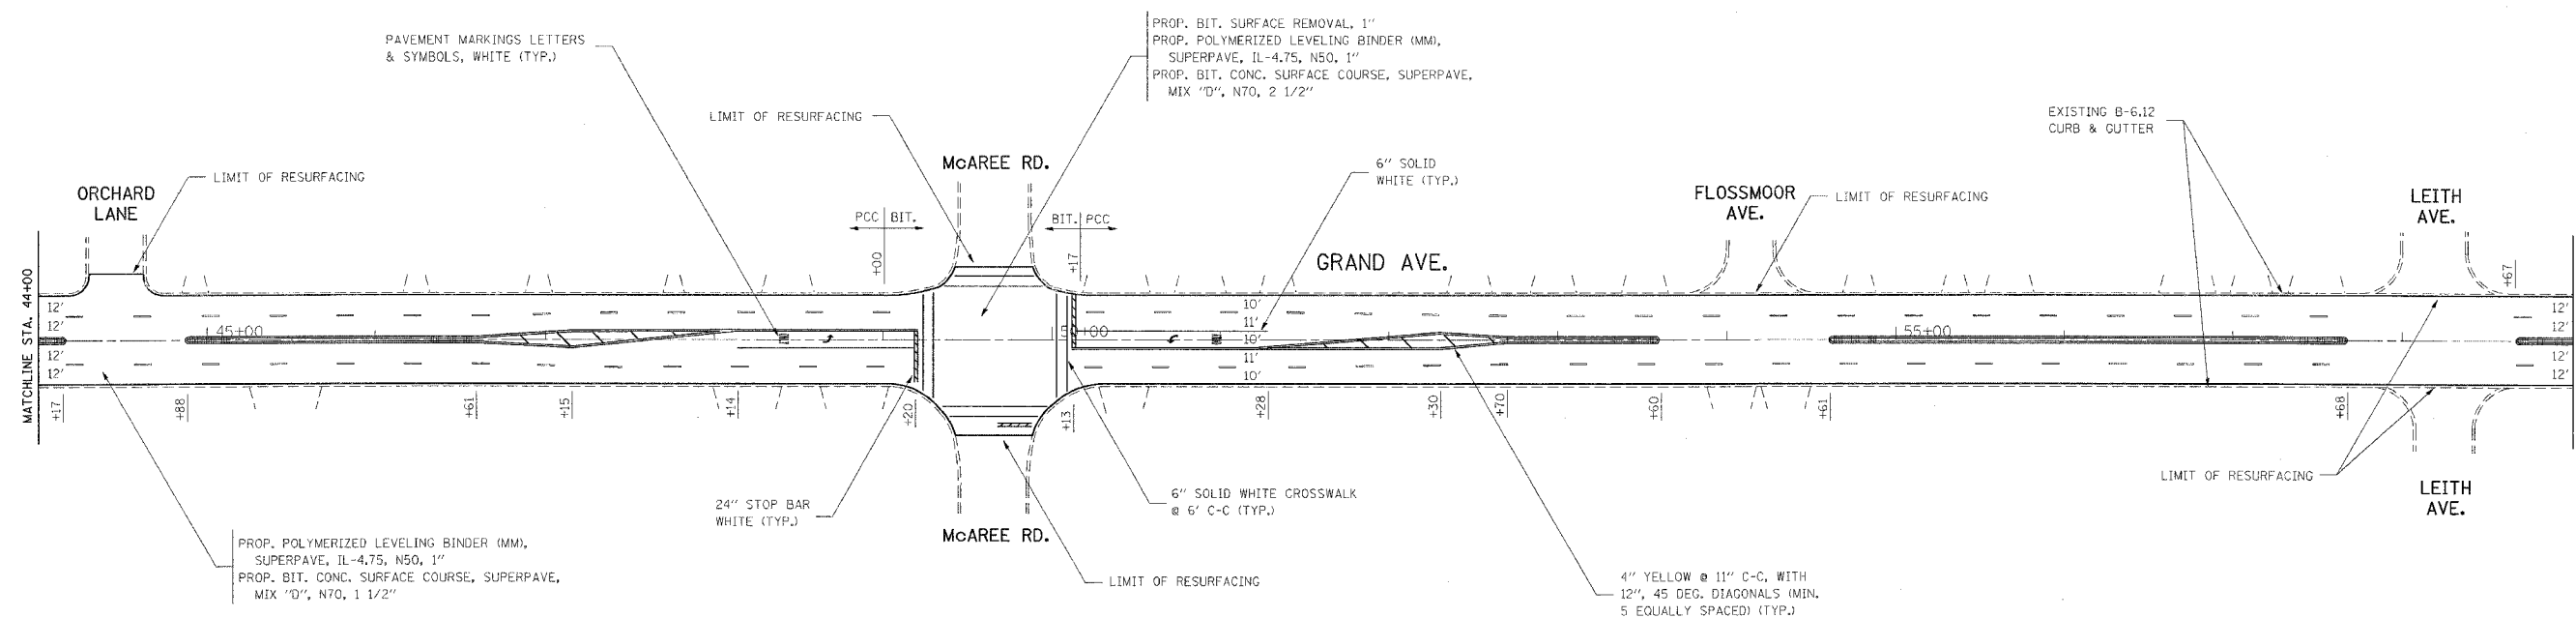 PROP. BIT. SURFACE REMOVAL, 1"
PROP. POLYMERIZED LEVELING BINDER (MM),
SUPERPAVE, IL-4.75, N50, 1"
PROP. BIT. CONC. SURFACE COURSE, SUPERPAVE,
MIX "D", N70, 2 1/2"
PAVEMENT MARKINGS LETTERS
& SYMBOLS, WHITE (TYP.)
LIMIT OF RESURFACING
EXISTING B-6.12
CURB & GUTTER
McAREE RD.
6" SOLID
WHITE (TYP.)
ORCHARD
LANE
LIMIT OF RESURFACING
FLOSSMOOR
AVE.
LIMIT OF RESURFACING
LEITH
AVE.
PCC BIT.
BIT. PCC
+00
+17
GRAND AVE.
+67
MATCHLINE STA. 44+00
12'
12'
12'
12'
45+00
10'
11'
10'
11'
10'
55+00
12'
12'
12'
12'
+17
+88
+61
+15
+14
+20
+13
+28
+30
+70
+60
+61
+68
24" STOP BAR
WHITE (TYP.)
6" SOLID WHITE CROSSWALK
@ 6' C-C (TYP.)
McAREE RD.
LIMIT OF RESURFACING
LEITH
AVE.
PROP. POLYMERIZED LEVELING BINDER (MM),
SUPERPAVE, IL-4.75, N50, 1"
PROP. BIT. CONC. SURFACE COURSE, SUPERPAVE,
MIX "D", N70, 1 1/2"
LIMIT OF RESURFACING
4" YELLOW @ 11" C-C, WITH
12", 45 DEG. DIAGONALS (MIN.
5 EQUALLY SPACED) (TYP.)